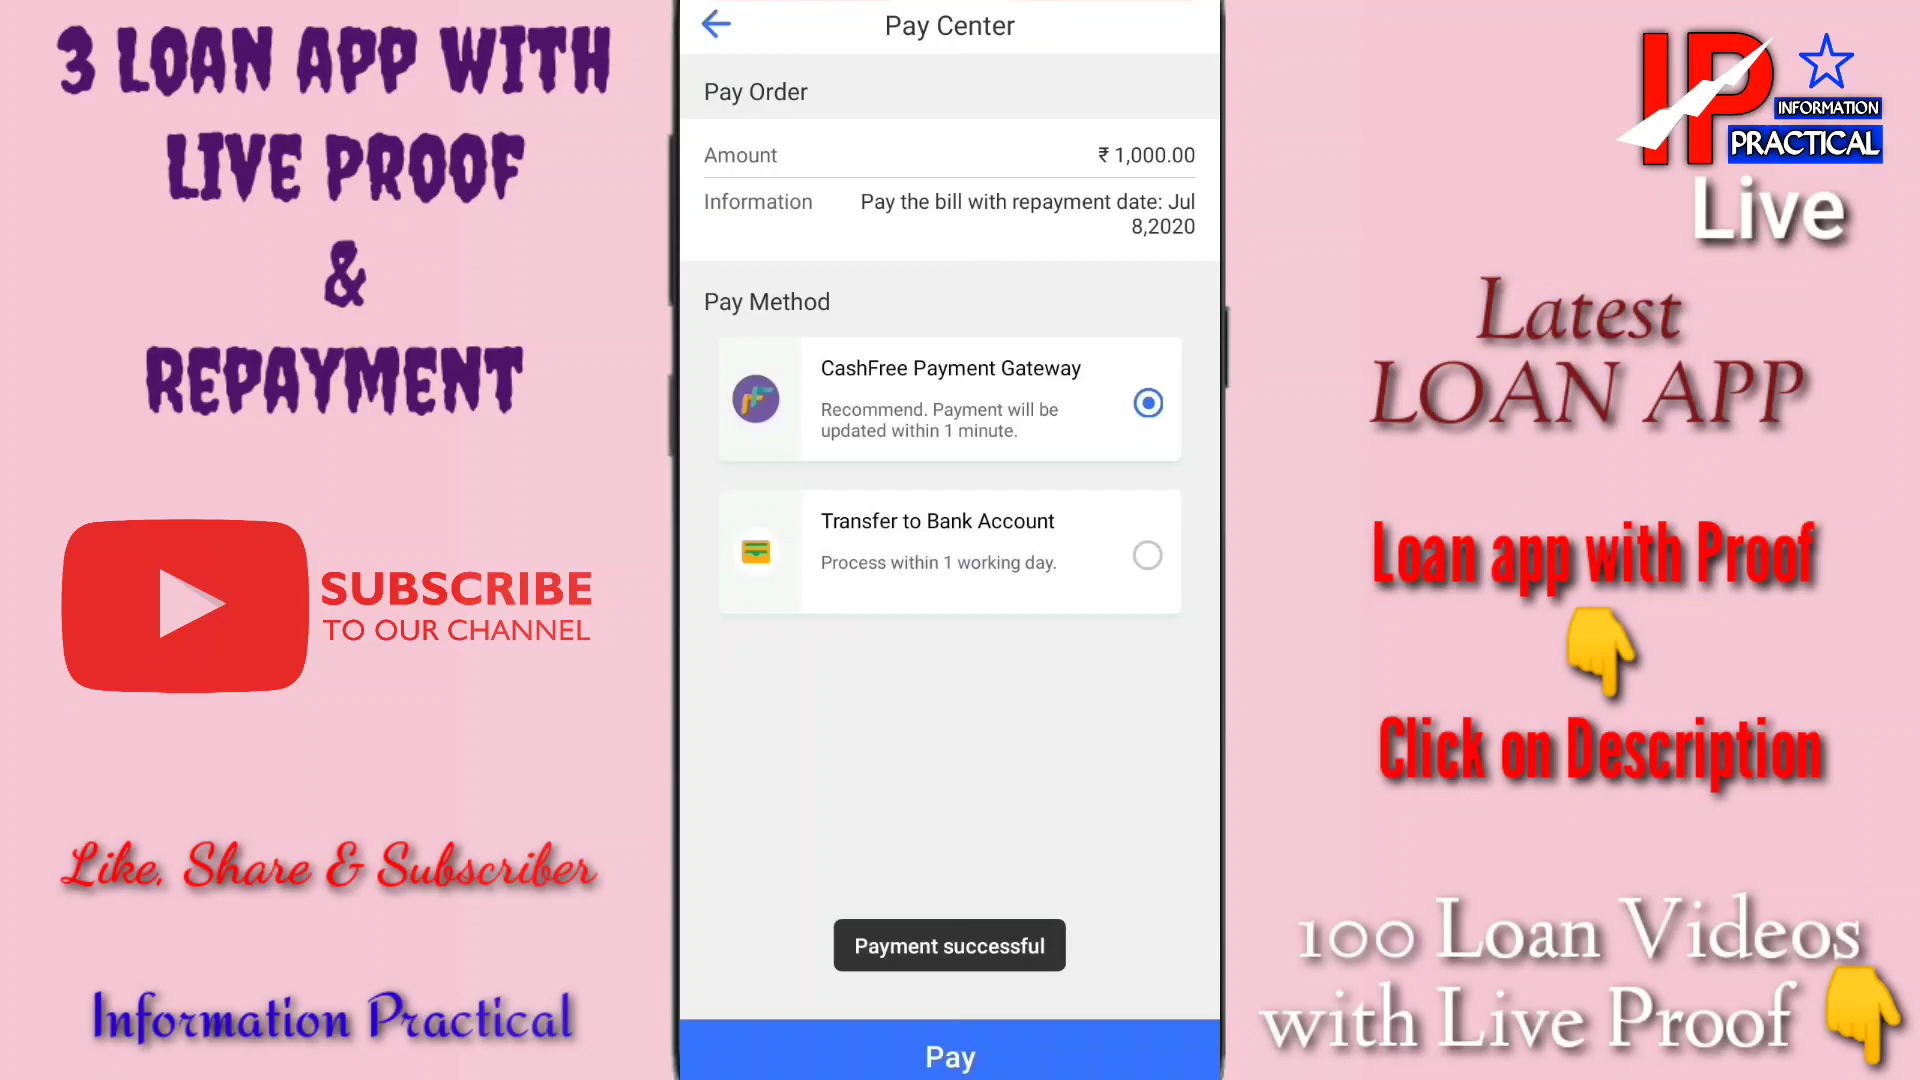 3 LOAN APP WITH
LIVE PROOF
&
REPAYMENT
SUBSCRIBE
TO OUR CHANNEL
Like, Share & Subscriber
Information Practical
Pay Center
Pay Order
Amount ₹ 1,000.00
Information Pay the bill with repayment date: Jul
8,2020
Pay Method
CashFree Payment Gateway
Recommend. Payment will be
updated within 1 minute.
Transfer to Bank Account
Process within 1 working day.
Payment successful
Pay
IP
INFORMATION
PRACTICAL
Live
Latest
LOAN APP
Loan app with Proof
Click on Description
100 Loan Videos
with Live Proof